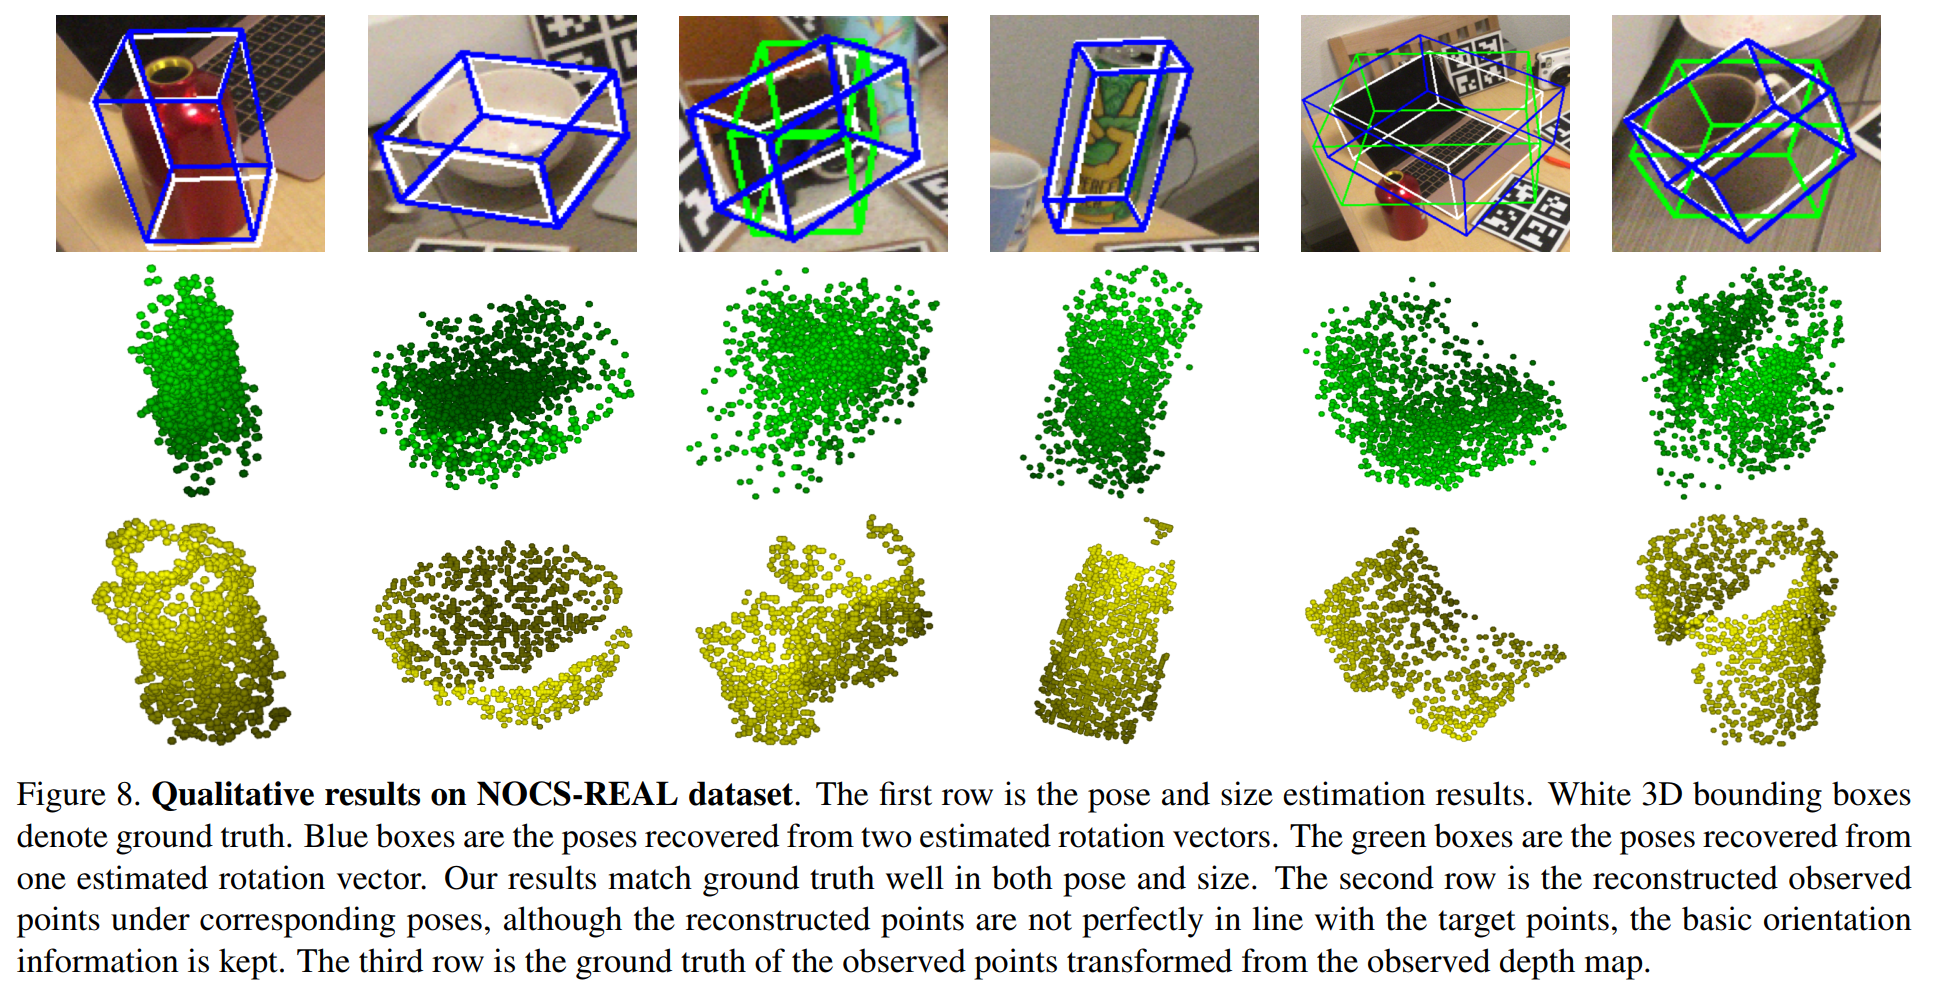 Figure 8. Qualitative results on NOCS-REAL dataset. The first row is the pose and size estimation results. White 3D bounding boxes
denote ground truth. Blue boxes are the poses recovered from two estimated rotation vectors. The green boxes are the poses recovered from
one estimated rotation vector. Our results match ground truth well in both pose and size. The second row is the reconstructed observed
points under corresponding poses, although the reconstructed points are not perfectly in line with the target points, the basic orientation
information is kept. The third row is the ground truth of the observed points transformed from the observed depth map.